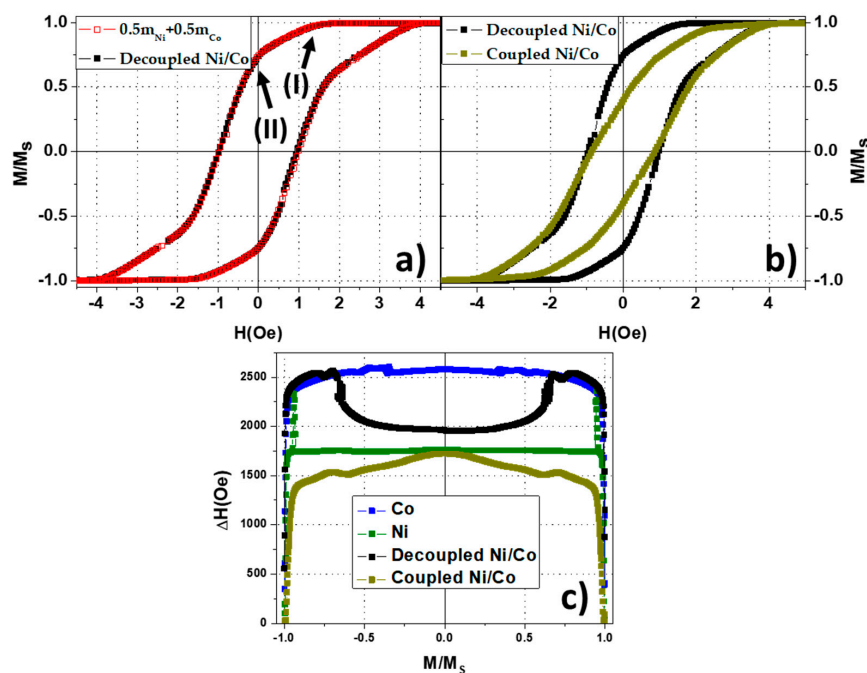 0.5m_Ni+0.5m_Co
Decoupled Ni/Co
(I)
(II)
a)
M/M_S
1.0
0.5
0.0
-0.5
-1.0
-4 -3 -2 -1 0 1 2 3 4
H(Oe)
Decoupled Ni/Co
Coupled Ni/Co
b)
1.0
0.5
0.0
-0.5
-1.0
M/M_S
-4 -2 0 2 4
H(Oe)
ΔH(Oe)
2500
2000
1500
1000
500
0
Co
Ni
Decoupled Ni/Co
Coupled Ni/Co
c)
-1.0 -0.5 0.0 0.5 1.0
M/M_S